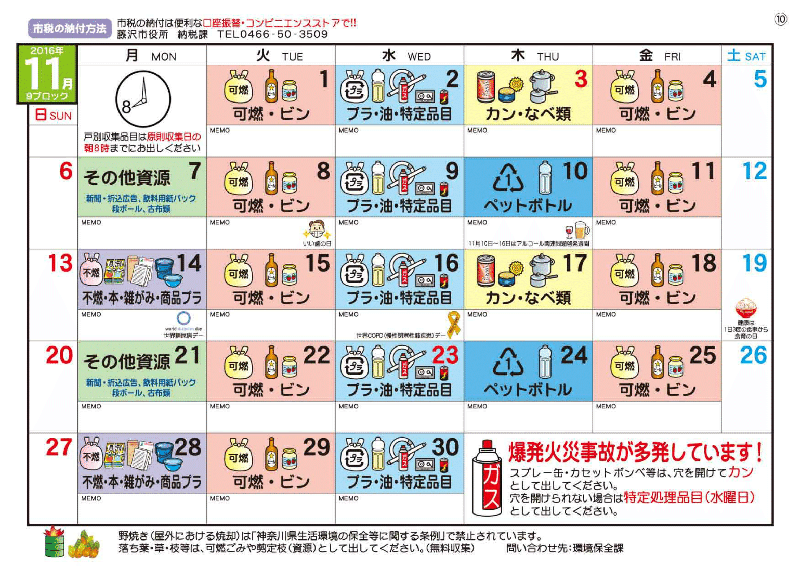 ⑩
市税の納付方法
市税の納付は便利な口座振替・コンビニエンスストアで!!
藤沢市役所 納税課 TEL0466-50-3509
2016年
11月
9ブロック
日 SUN
月 MON
火 TUE
水 WED
木 THU
金 FRI
土 SAT
8
戸別収集品目は原則収集日の
朝8時までにお出しください
1
可燃
可燃・ビン
MEMO
2
プラ
プラ・油・特定品目
MEMO
3
カン・なべ類
MEMO
4
可燃
可燃・ビン
MEMO
5
6
7
その他資源
新聞・折込広告、飲料用紙パック
段ボール、古布類
MEMO
8
可燃
可燃・ビン
MEMO
いい歯の日
9
プラ
プラ・油・特定品目
MEMO
10
1
ペットボトル
MEMO
11月10日~16日はアルコール関連問題啓発週間
11
可燃
可燃・ビン
MEMO
12
13
14
不燃
不燃・本・雑がみ・商品プラ
MEMO
世界糖尿病デー
15
可燃
可燃・ビン
MEMO
16
プラ
プラ・油・特定品目
MEMO
世界COPD(慢性閉塞性肺疾患)デー
17
カン・なべ類
MEMO
18
可燃
可燃・ビン
MEMO
19
健康は
1日3度の食事から
食育の日
20
21
その他資源
新聞・折込広告、飲料用紙パック
段ボール、古布類
MEMO
22
可燃
可燃・ビン
MEMO
23
プラ
プラ・油・特定品目
MEMO
24
1
ペットボトル
MEMO
25
可燃
可燃・ビン
MEMO
26
27
28
不燃
不燃・本・雑がみ・商品プラ
MEMO
29
可燃
可燃・ビン
MEMO
30
プラ
プラ・油・特定品目
MEMO
ガス
爆発火災事故が多発しています!
スプレー缶・カセットボンベ等は、穴を開けてカン
として出してください。
穴を開けられない場合は特定処理品目(水曜日)
として出してください。
野焼き(屋外における焼却)は「神奈川県生活環境の保全等に関する条例」で禁止されています。
落ち葉・草・枝等は、可燃ごみや剪定枝(資源)として出してください。(無料収集) 問い合わせ先:環境保全課